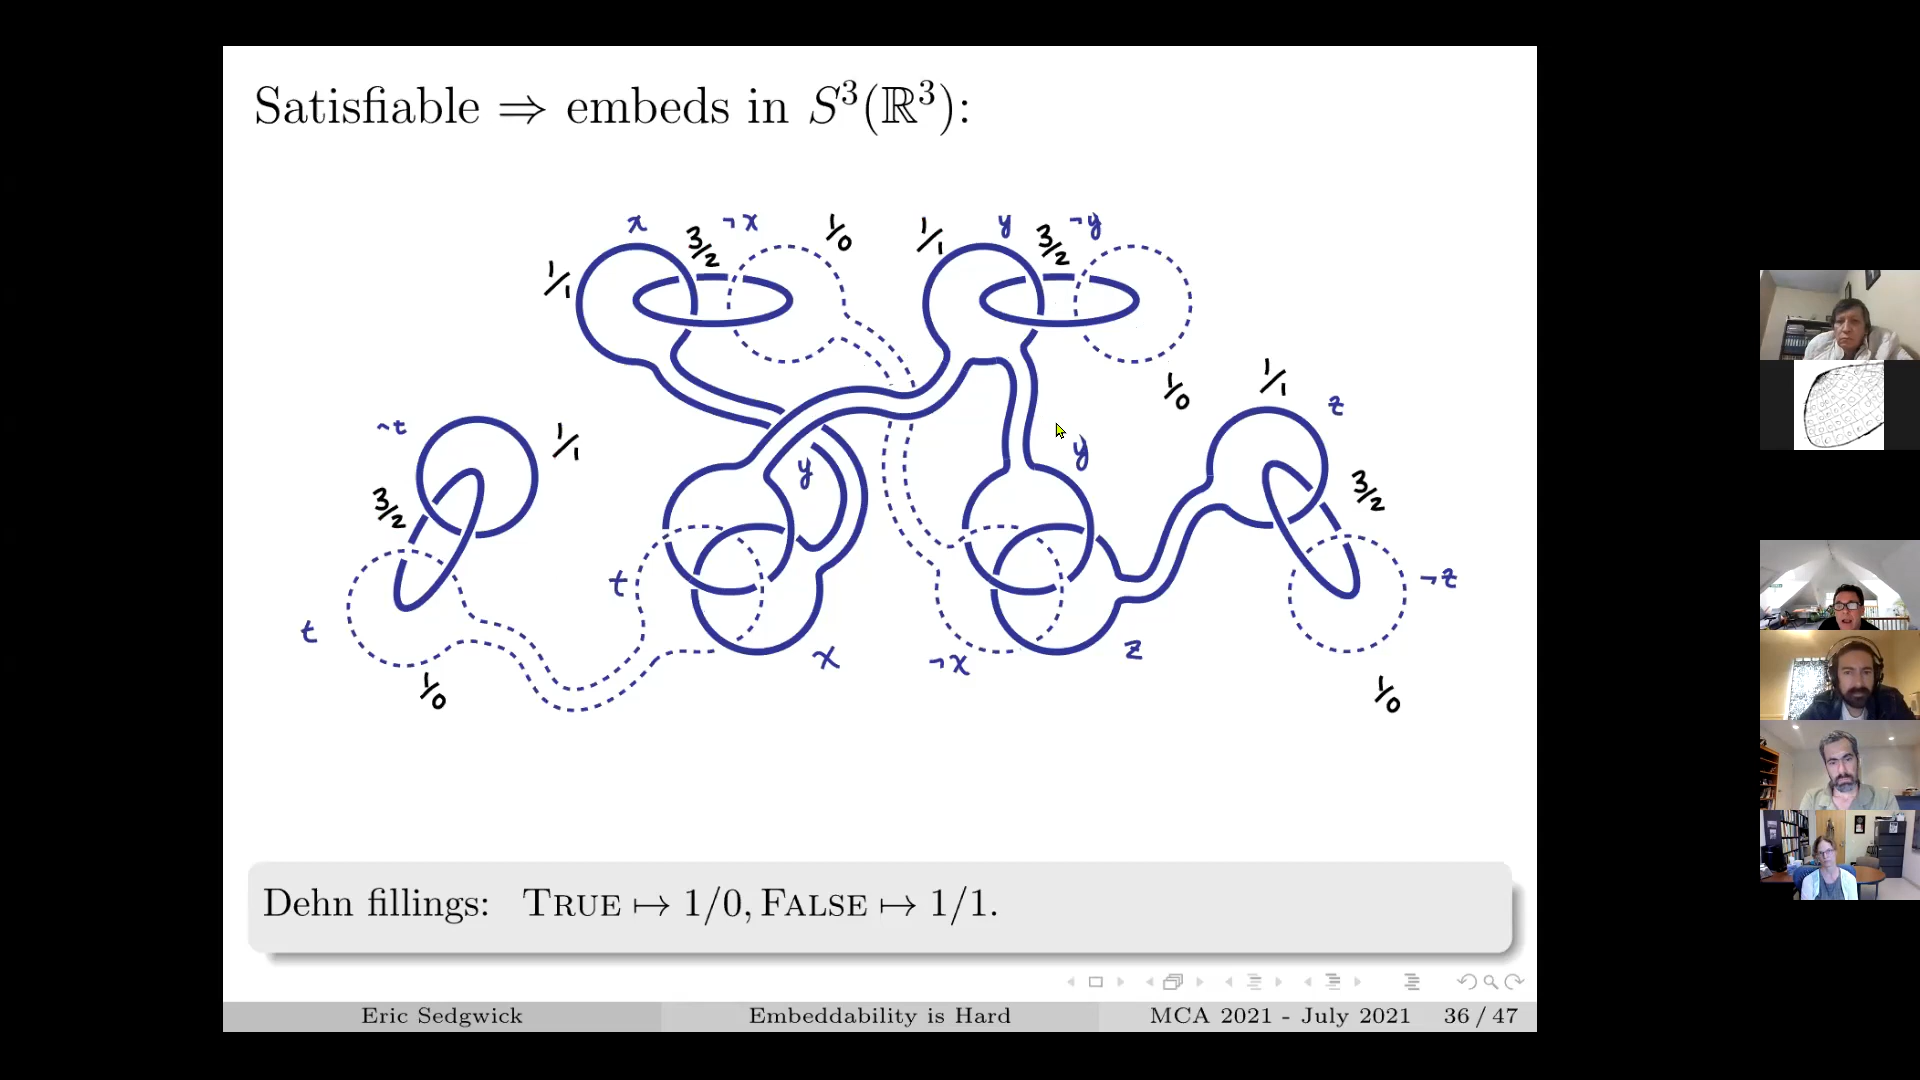 Satisfiable ⇒ embeds in S³(ℝ³):
x 3/2 ¬x 1/0 1/1 y 3/2 ¬y
1/1
1/1 z
1/0
¬t 1/1
y y
3/2 3/2
t ¬z
t
x ¬x z
1/0 1/0
Dehn fillings: TRUE ↦ 1/0, FALSE ↦ 1/1.
Eric Sedgwick Embeddability is Hard MCA 2021 - July 2021 36 / 47